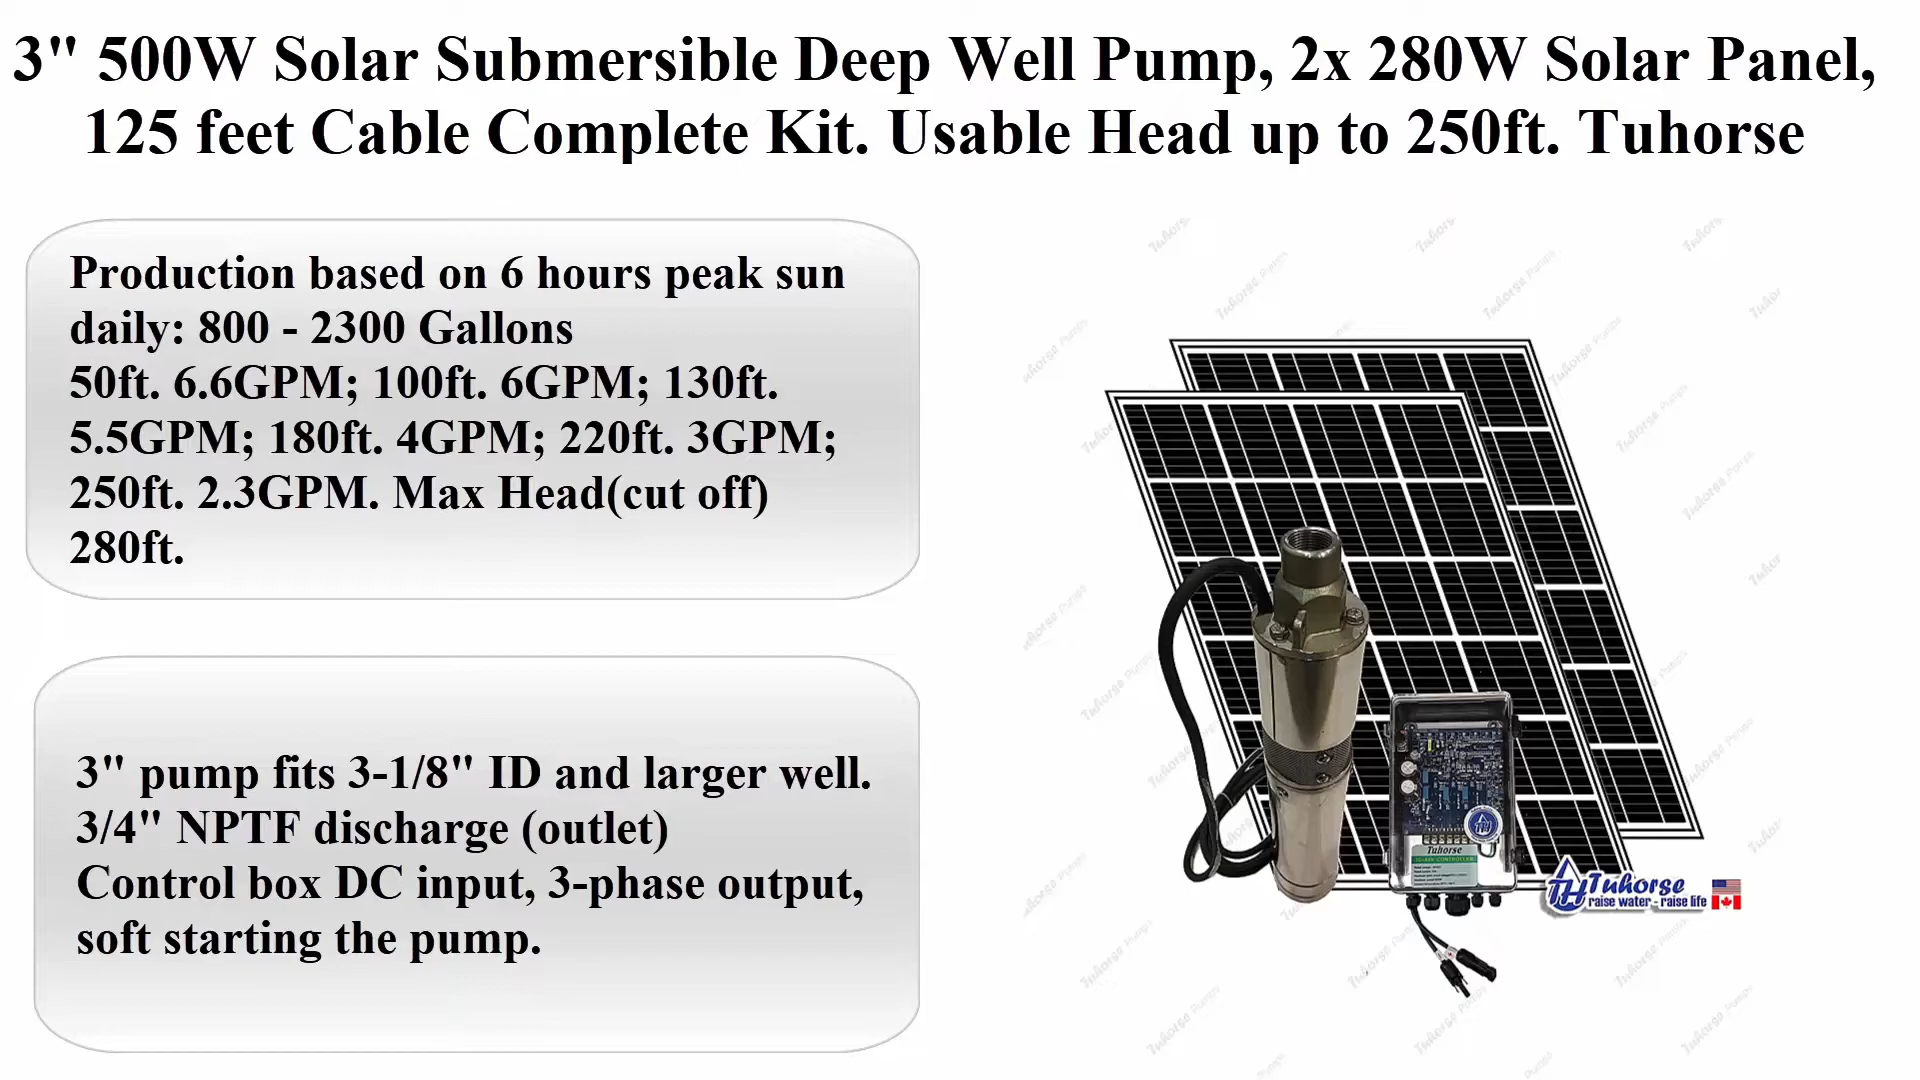 3" 500W Solar Submersible Deep Well Pump, 2x 280W Solar Panel,
125 feet Cable Complete Kit. Usable Head up to 250ft. Tuhorse
Production based on 6 hours peak sun
daily: 800 - 2300 Gallons
50ft. 6.6GPM; 100ft. 6GPM; 130ft.
5.5GPM; 180ft. 4GPM; 220ft. 3GPM;
250ft. 2.3GPM. Max Head(cut off)
280ft.
3" pump fits 3-1/8" ID and larger well.
3/4" NPTF discharge (outlet)
Control box DC input, 3-phase output,
soft starting the pump.
Tuhorse
Tuhorse
raise water - raise life
Tuhorse Pumps